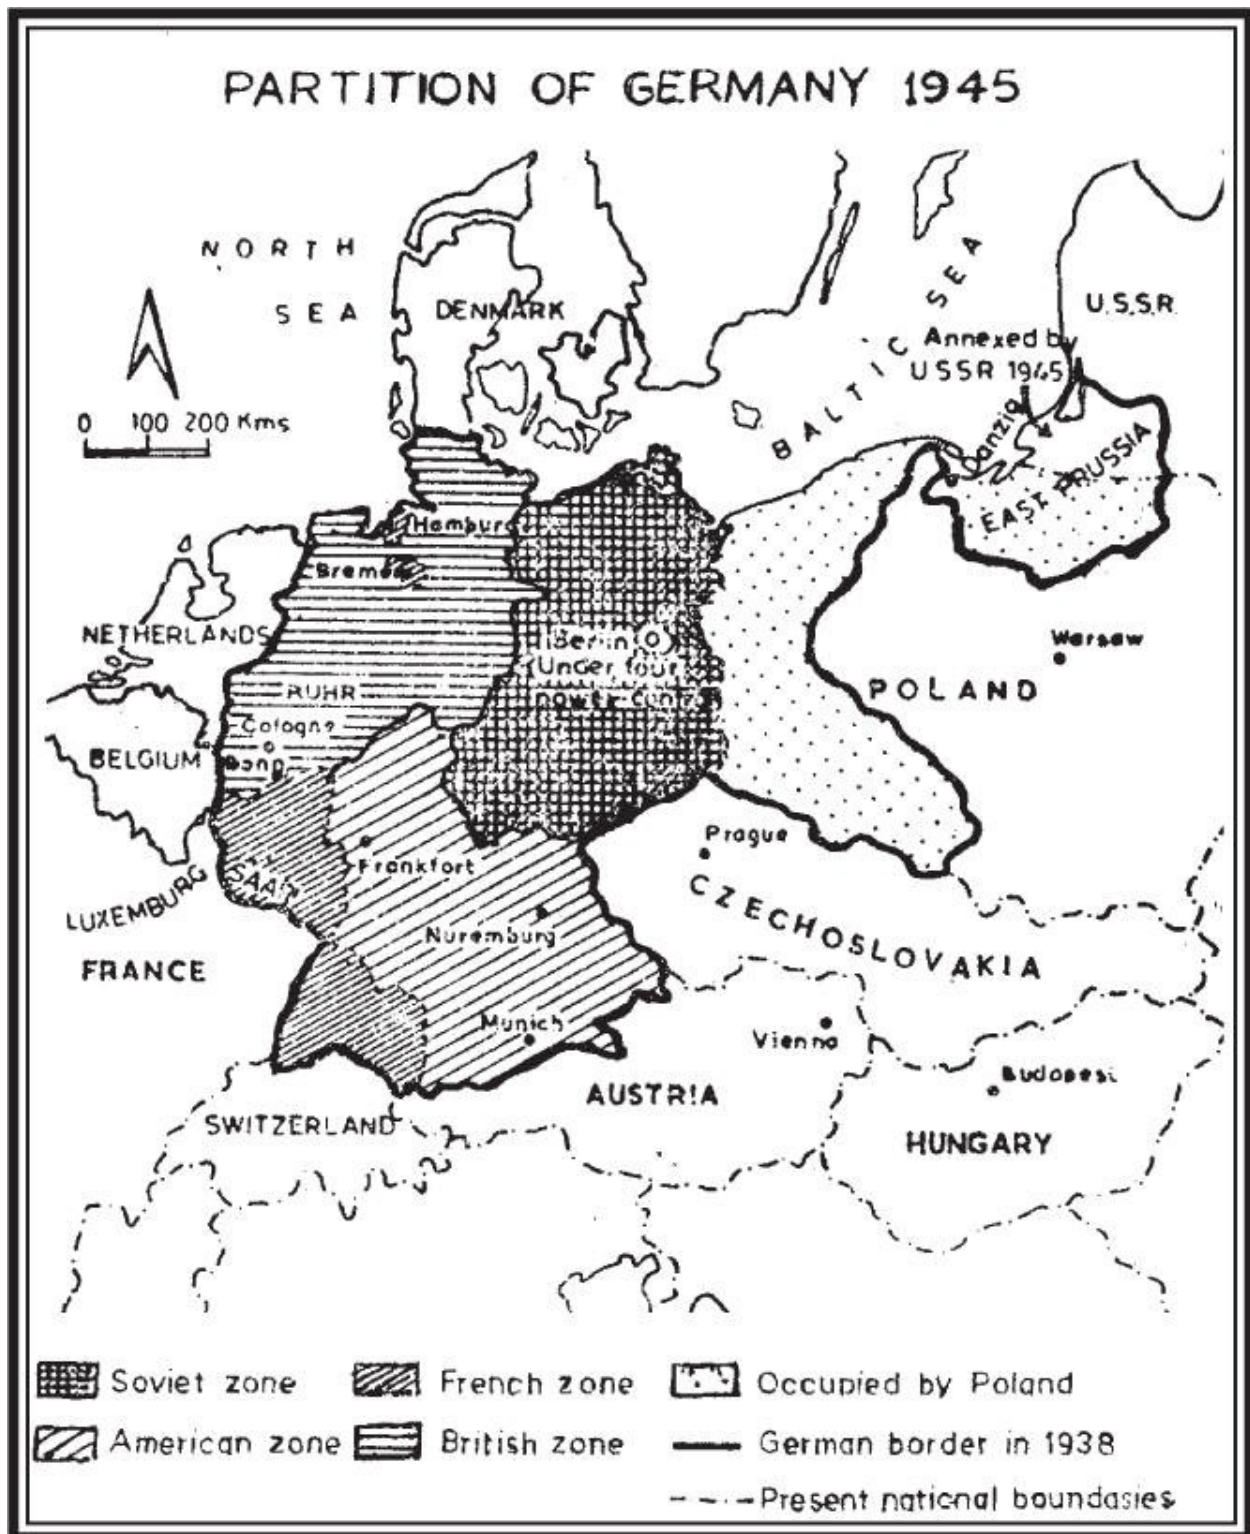 PARTITION OF GERMANY 1945
NORTH
SEA
DENMARK
BALTIC SEA
U.S.S.R.
Annexed by
USSR 1945
Danzig
EAST PRUSSIA
0 100 200 Kms
Hamburg
Bremen
NETHERLANDS
Berlin
Under four
power control
Warsaw
POLAND
RUHR
Cologne
BELGIUM
Bonn
Prague
Frankfort
SAAR
LUXEMBURG
CZECHOSLOVAKIA
Nuremburg
FRANCE
Munich
Vienna
Budapest
AUSTRIA
SWITZERLAND
HUNGARY
Soviet zone
French zone
Occupied by Poland
American zone
British zone
German border in 1938
Present national boundasies